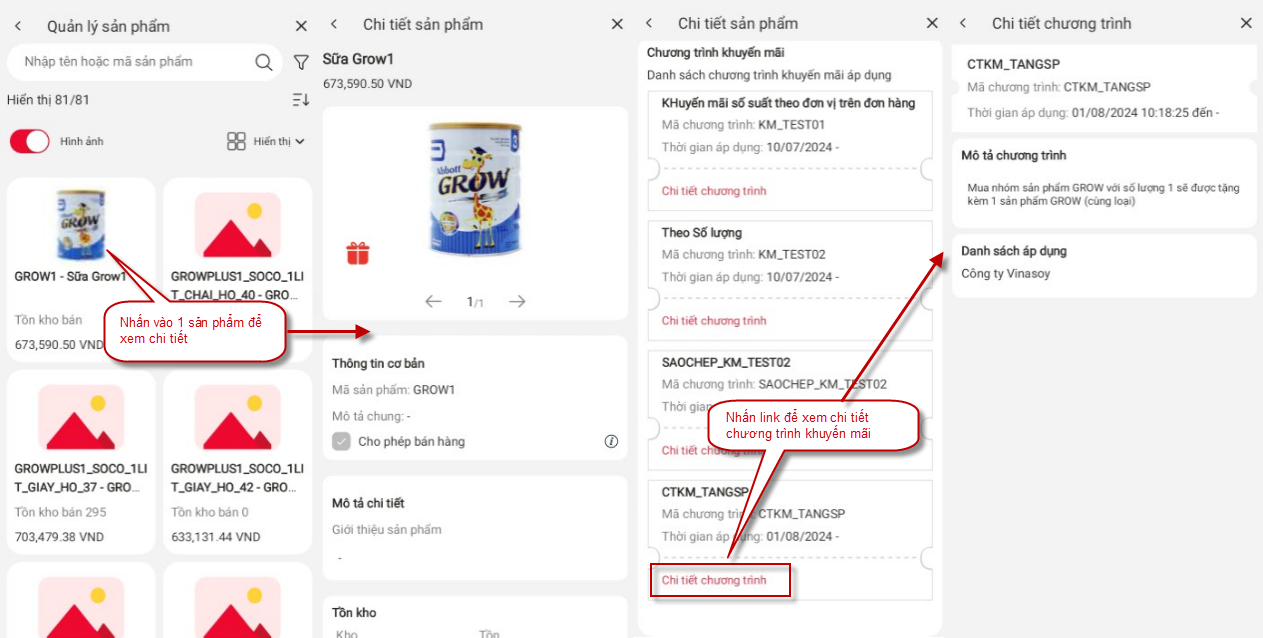 Quản lý sản phẩm
Nhập tên hoặc mã sản phẩm
Hiển thị 81/81
Hình ảnh
Hiển thị
GROW1 - Sữa Grow1
Tồn kho bán
673,590.50 VND
GROWPLUS1_SOCO_1LI
T_CHAI_HO_40 - GRO...
Nhấn vào 1 sản phẩm để
xem chi tiết
GROWPLUS1_SOCO_1LI
T_GIAY_HO_37 - GRO...
Tồn kho bán 295
703,479.38 VND
GROWPLUS1_SOCO_1LI
T_GIAY_HO_42 - GRO...
Tồn kho bán 0
633,131.44 VND
Chi tiết sản phẩm
Sữa Grow1
673,590.50 VND
Abbott
GROW
3
1/1
Thông tin cơ bản
Mã sản phẩm: GROW1
Mô tả chung: -
Cho phép bán hàng
Mô tả chi tiết
Giới thiệu sản phẩm
-
Tồn kho
Kho
Tồn
Chi tiết sản phẩm
Chương trình khuyến mãi
Danh sách chương trình khuyến mãi áp dụng
KHuyến mãi số suất theo đơn vị trên đơn hàng
Mã chương trình: KM_TEST01
Thời gian áp dụng: 10/07/2024 -
Chi tiết chương trình
Theo Số lượng
Mã chương trình: KM_TEST02
Thời gian áp dụng: 10/07/2024 -
Chi tiết chương trình
SAOCHEP_KM_TEST02
Mã chương trình: SAOCHEP_KM_TEST02
Thời gian
Chi tiết chương trình
Nhấn link để xem chi tiết
chương trình khuyến mãi
CTKM_TANGSP
Mã chương trình: CTKM_TANGSP
Thời gian áp dụng: 01/08/2024 -
Chi tiết chương trình
Chi tiết chương trình
CTKM_TANGSP
Mã chương trình: CTKM_TANGSP
Thời gian áp dụng: 01/08/2024 10:18:25 đến -
Mô tả chương trình
Mua nhóm sản phẩm GROW với số lượng 1 sẽ được tặng
kèm 1 sản phẩm GROW (cùng loại)
Danh sách áp dụng
Công ty Vinasoy